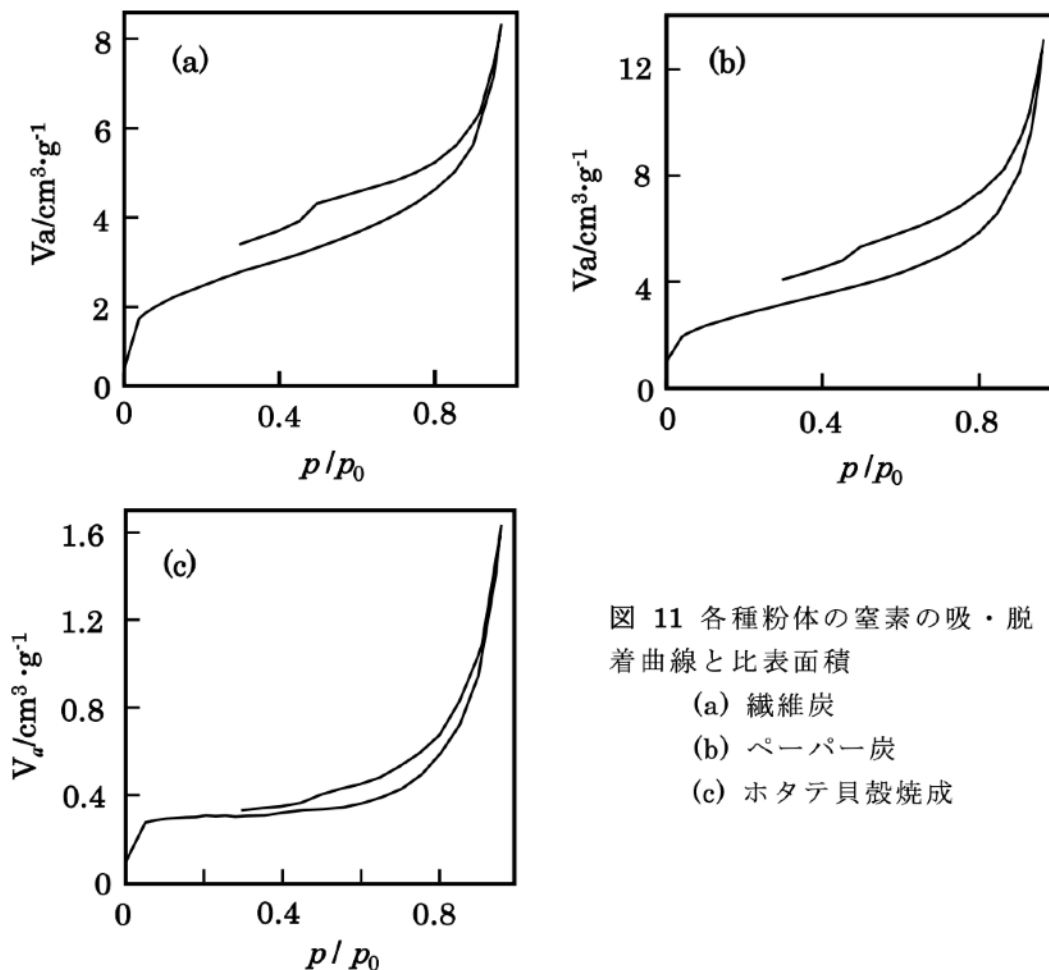 (a)
8
6
4
2
0
Va/cm³·g⁻¹
0
0.4
0.8
p/p₀
(b)
12
8
4
0
Va/cm³·g⁻¹
0
0.4
0.8
p/p₀
(c)
1.6
1.2
0.8
0.4
0
Vₐ/cm³·g⁻¹
0
0.4
0.8
p/ p₀
図 11 各種粉体の窒素の吸・脱
着曲線と比表面積
(a) 繊維炭
(b) ペーパー炭
(c) ホタテ貝殻焼成